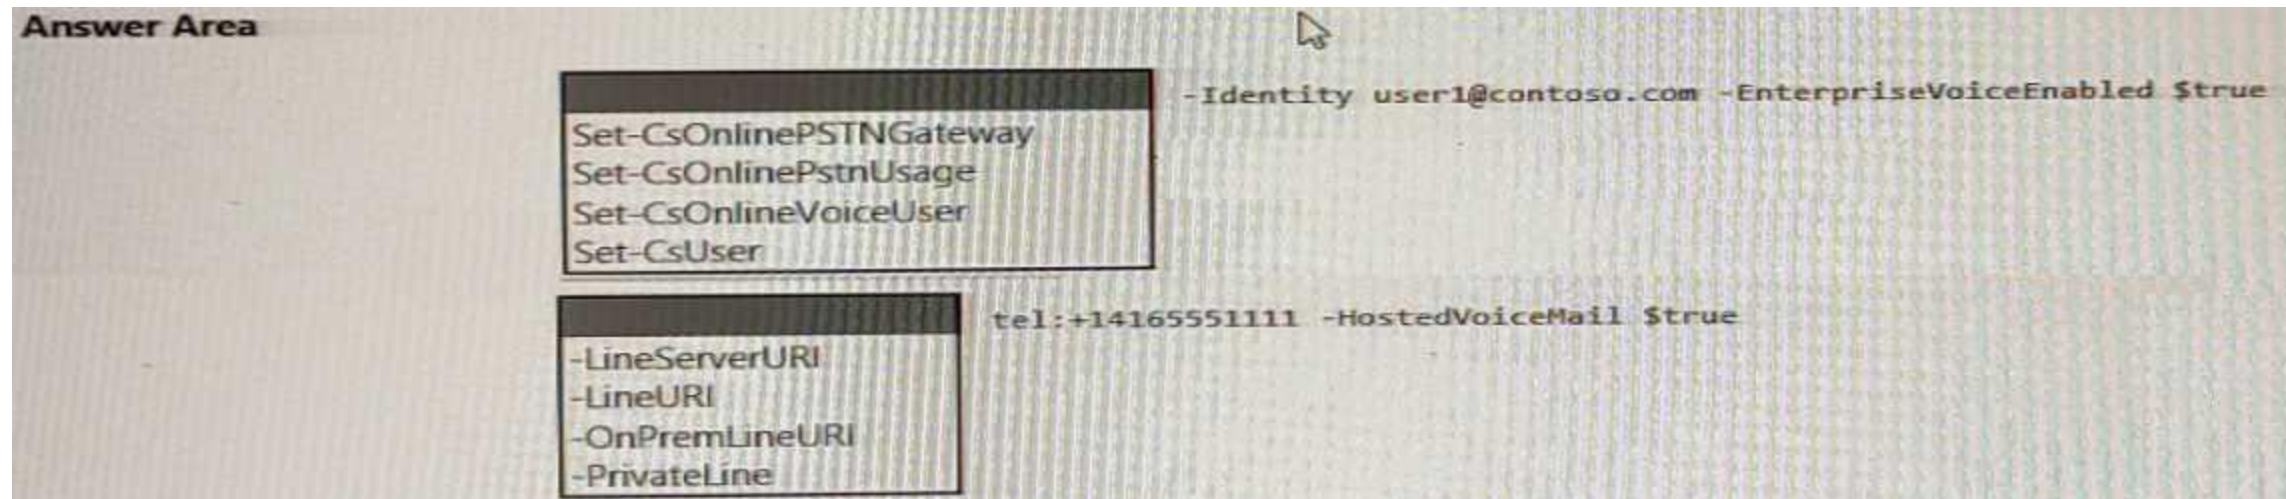 Answer Area
-Identity user1@contoso.com -EnterpriseVoiceEnabled $true
Set-CsOnlinePSTNGateway
Set-CsOnlinePstnUsage
Set-CsOnlineVoiceUser
Set-CsUser
tel:+14165551111 -HostedVoiceMail $true
-LineServerURI
-LineURI
-OnPremLineURI
-PrivateLine